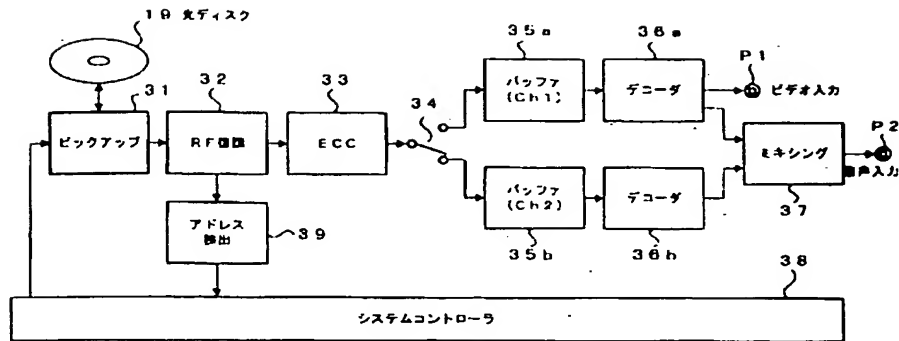 19 光ディスク
31
ピックアップ
32
RF復調
33
ECC
34
35a
バッファ
(Ch1)
36a
デコーダ
P1
ビデオ入力
35b
バッファ
(Ch2)
36b
デコーダ
ミキシング
37
P2
音声入力
アドレス
検出
39
38
システムコントローラ